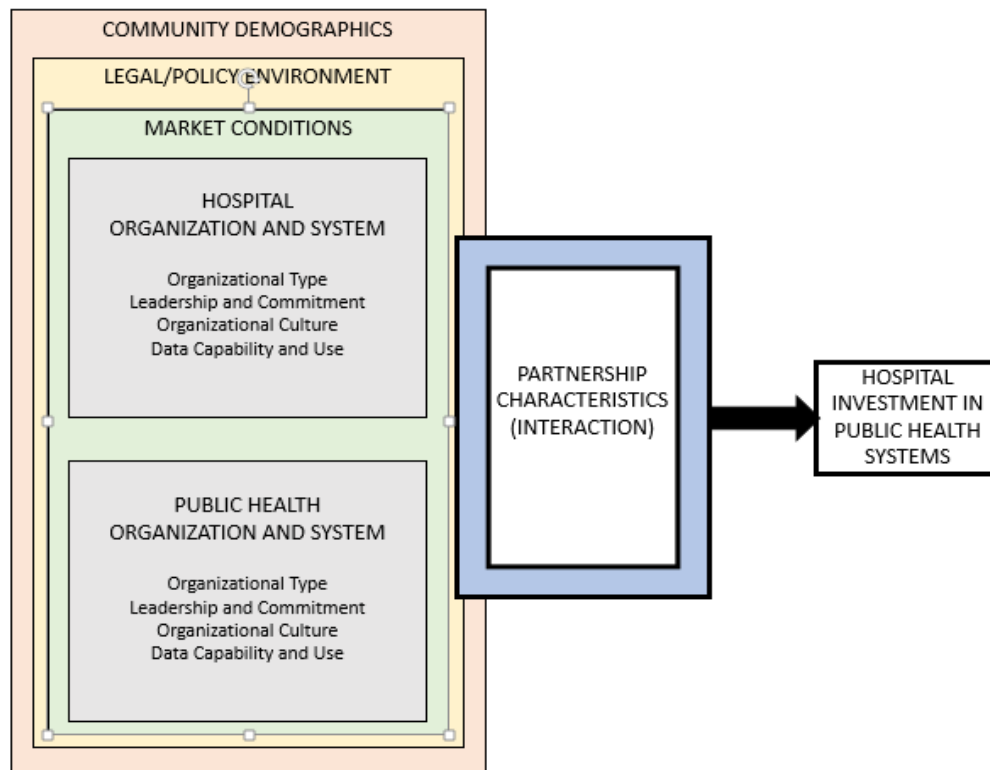 COMMUNITY DEMOGRAPHICS
LEGAL/POLICY ENVIRONMENT
MARKET CONDITIONS
HOSPITAL
ORGANIZATION AND SYSTEM
Organizational Type
Leadership and Commitment
Organizational Culture
Data Capability and Use
PUBLIC HEALTH
ORGANIZATION AND SYSTEM
Organizational Type
Leadership and Commitment
Organizational Culture
Data Capability and Use
PARTNERSHIP
CHARACTERISTICS
(INTERACTION)
HOSPITAL
INVESTMENT IN
PUBLIC HEALTH
SYSTEMS